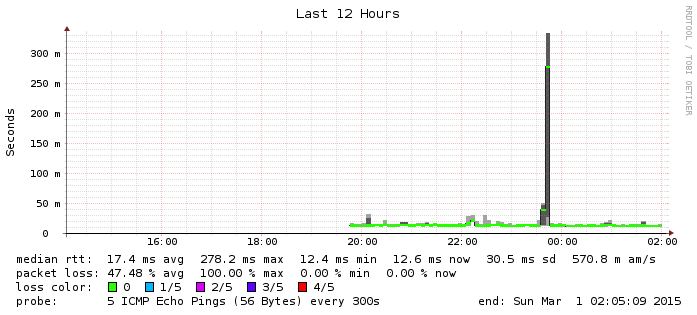 Last 12 Hours
RRDTOOL / TOBI OETIKER
Seconds
300 m
250 m
200 m
150 m
100 m
50 m
0
16:00 18:00 20:00 22:00 00:00 02:00
median rtt: 17.4 ms avg 278.2 ms max 12.4 ms min 12.6 ms now 30.5 ms sd 570.8 m am/s
packet loss: 47.48 % avg 100.00 % max 0.00 % min 0.00 % now
loss color: 0 1/5 2/5 3/5 4/5
probe: 5 ICMP Echo Pings (56 Bytes) every 300s end: Sun Mar 1 02:05:09 2015